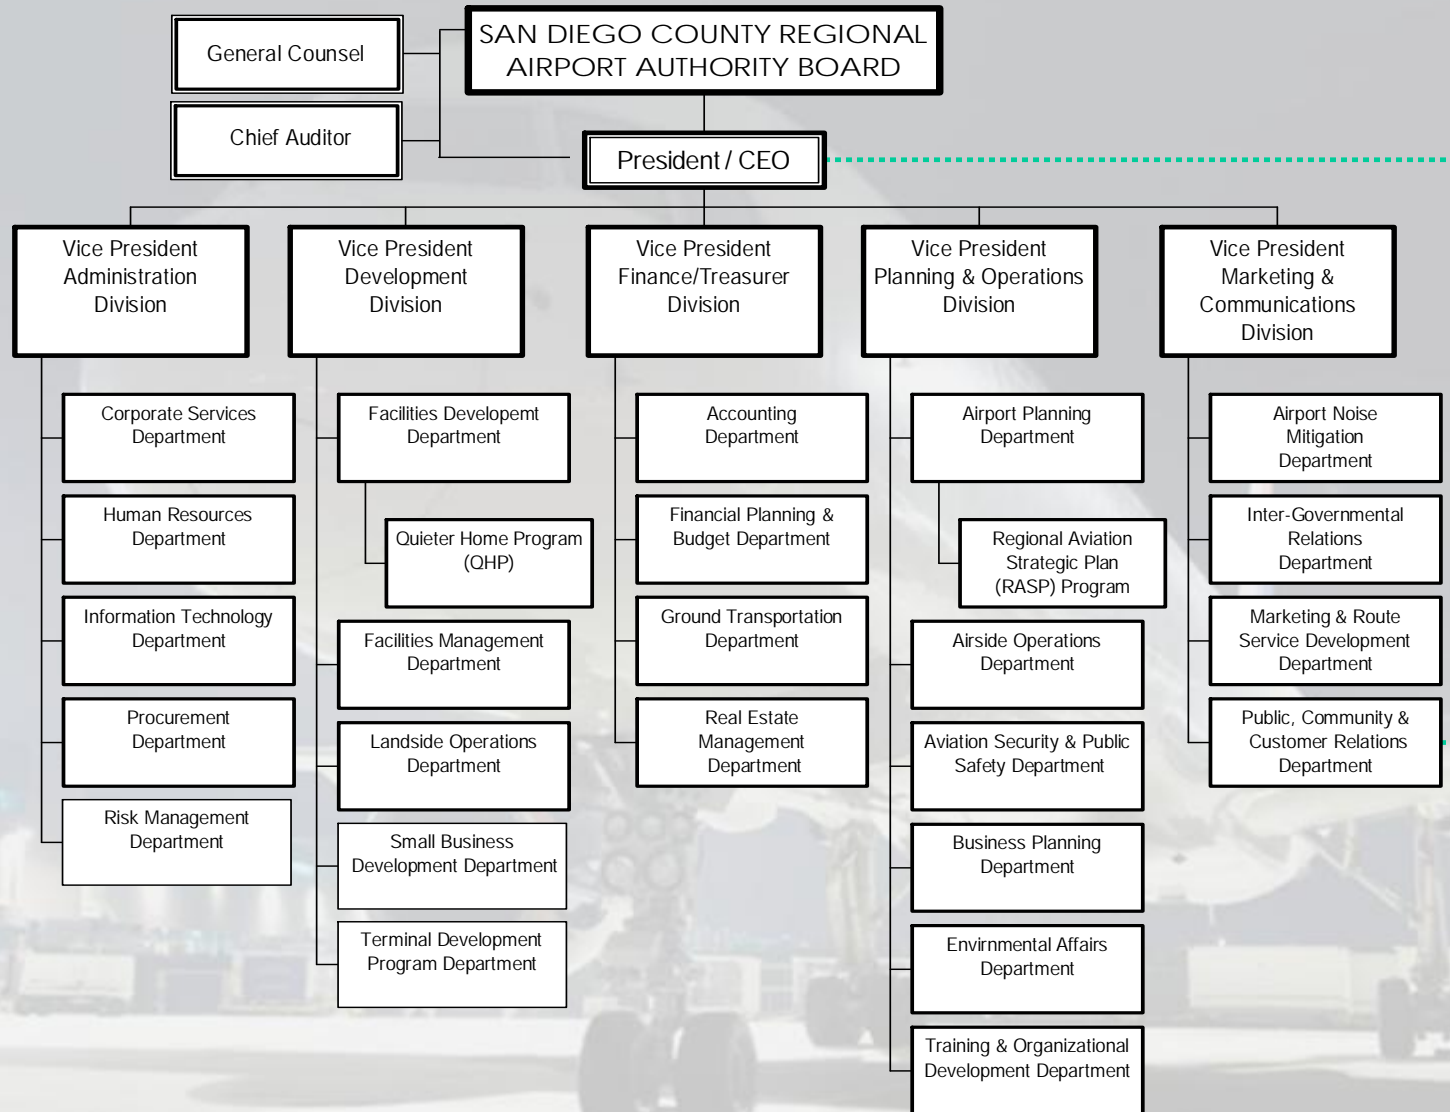 General Counsel
SAN DIEGO COUNTY REGIONAL
AIRPORT AUTHORITY BOARD
Chief Auditor
President / CEO
Vice President
Administration
Division
Vice President
Development
Division
Vice President
Finance/Treasurer
Division
Vice President
Planning & Operations
Division
Vice President
Marketing &
Communications
Division
Corporate Services
Department
Human Resources
Department
Information Technology
Department
Procurement
Department
Risk Management
Department
Facilities Developemt
Department
Quieter Home Program
(QHP)
Facilities Management
Department
Landside Operations
Department
Small Business
Development Department
Terminal Development
Program Department
Accounting
Department
Financial Planning &
Budget Department
Ground Transportation
Department
Real Estate
Management
Department
Airport Planning
Department
Regional Aviation
Strategic Plan
(RASP) Program
Airside Operations
Department
Aviation Security & Public
Safety Department
Business Planning
Department
Envirnmental Affairs
Department
Training & Organizational
Development Department
Airport Noise
Mitigation
Department
Inter-Governmental
Relations
Department
Marketing & Route
Service Development
Department
Public, Community &
Customer Relations
Department